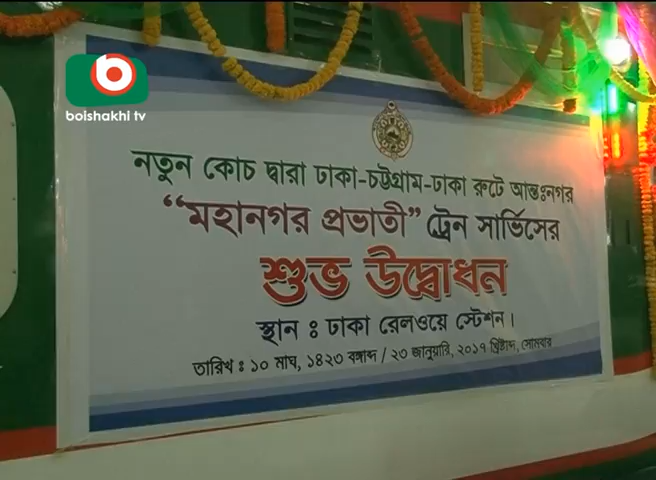 boishakhi tv
নতুন কোচ দ্বারা ঢাকা-চট্টগ্রাম-ঢাকা রুটে আন্তঃনগর
“মহানগর প্রভাতী” ট্রেন সার্ভিসের
শুভ উদ্বোধন
স্থান ঃ ঢাকা রেলওয়ে স্টেশন।
তারিখ ঃ ১০ মাঘ, ১৪২৩ বঙ্গাব্দ / ২৩ জানুয়ারি, ২০১৭ খ্রিষ্টাব্দ, সোমবার